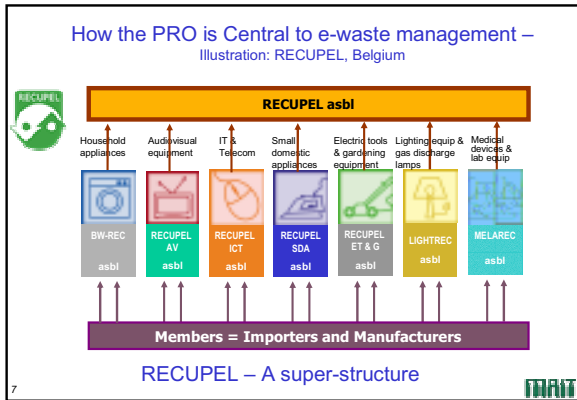 How the PRO is Central to e-waste management –
Illustration: RECUPEL, Belgium
RECUPEL
RECUPEL asbl
Household
appliances
Audiovisual
equipment
IT &
Telecom
Small
domestic
appliances
Electric tools
& gardening
equipment
Lighting equip &
gas discharge
lamps
Medical
devices &
lab equip
BW-REC
asbl
RECUPEL
AV
asbl
RECUPEL
ICT
asbl
RECUPEL
SDA
asbl
RECUPEL
ET & G
asbl
LIGHTREC
asbl
MELAREC
asbl
Members = Importers and Manufacturers
RECUPEL – A super-structure
7
MAIT